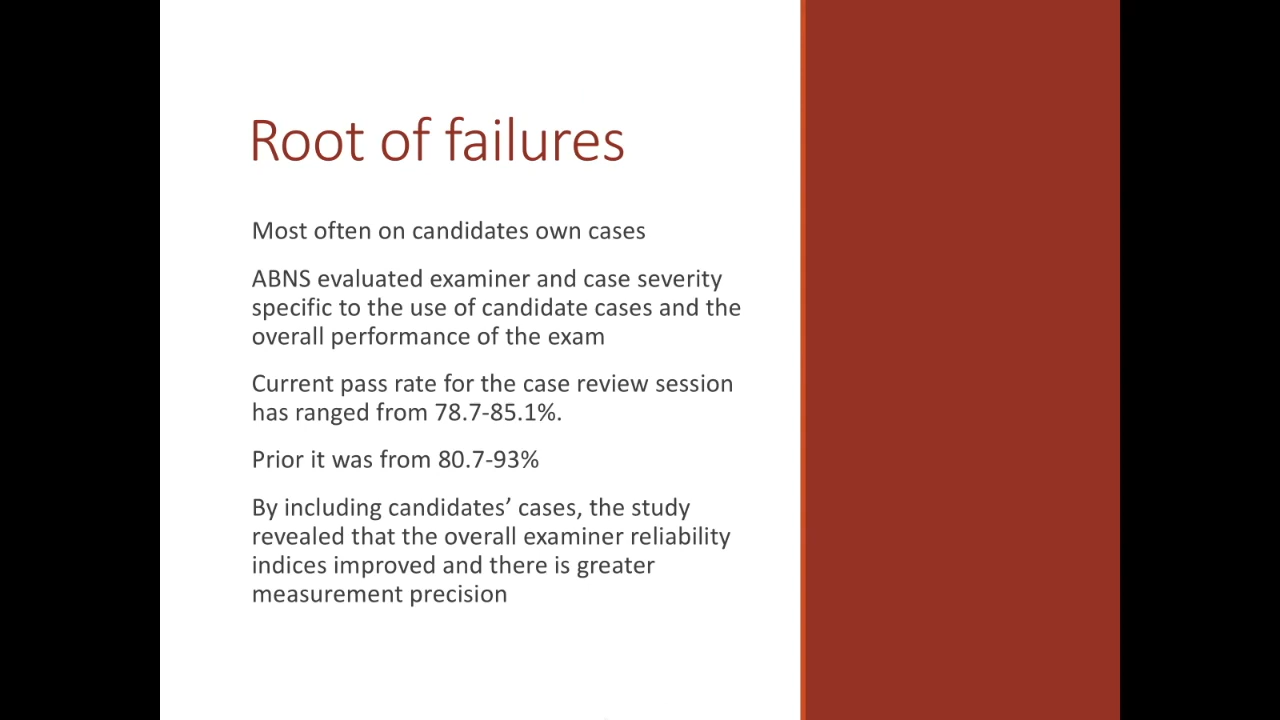 Root of failures
Most often on candidates own cases
ABNS evaluated examiner and case severity
specific to the use of candidate cases and the
overall performance of the exam
Current pass rate for the case review session
has ranged from 78.7-85.1%.
Prior it was from 80.7-93%
By including candidates’ cases, the study
revealed that the overall examiner reliability
indices improved and there is greater
measurement precision